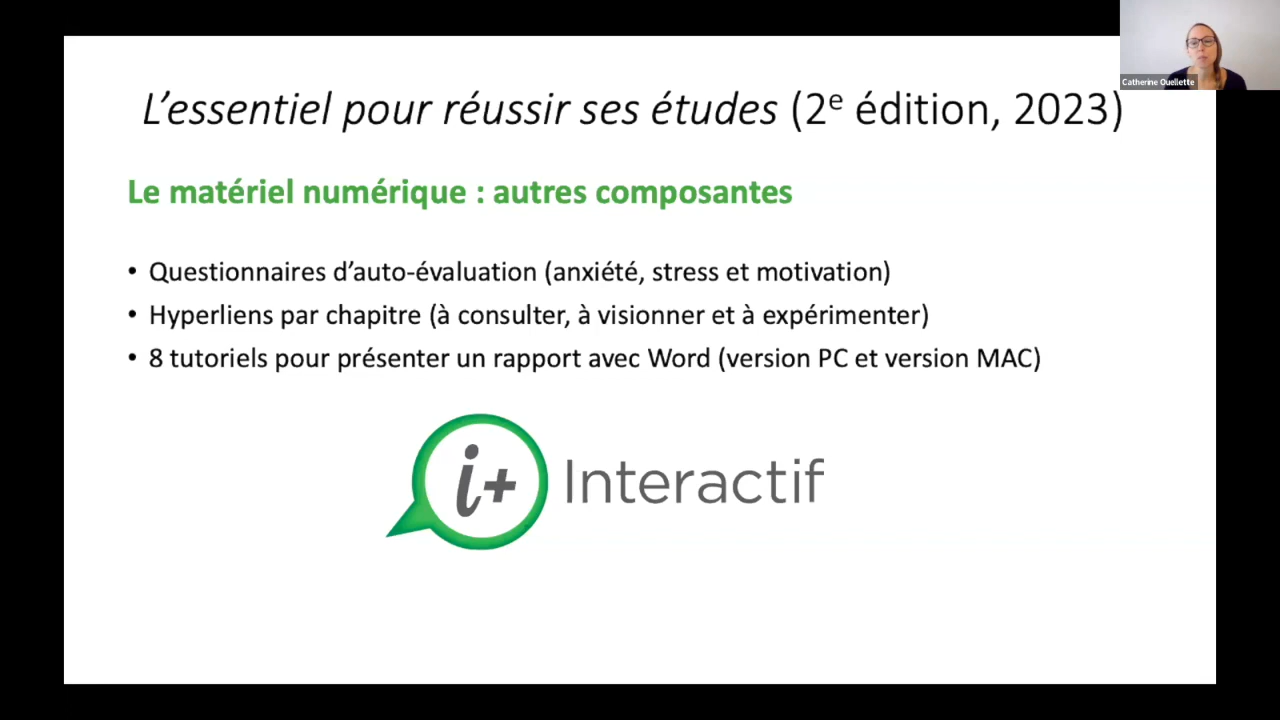 Catherine Ouellette
L’essentiel pour réussir ses études (2e édition, 2023)
Le matériel numérique : autres composantes
• Questionnaires d’auto-évaluation (anxiété, stress et motivation)
• Hyperliens par chapitre (à consulter, à visionner et à expérimenter)
• 8 tutoriels pour présenter un rapport avec Word (version PC et version MAC)
i+ Interactif